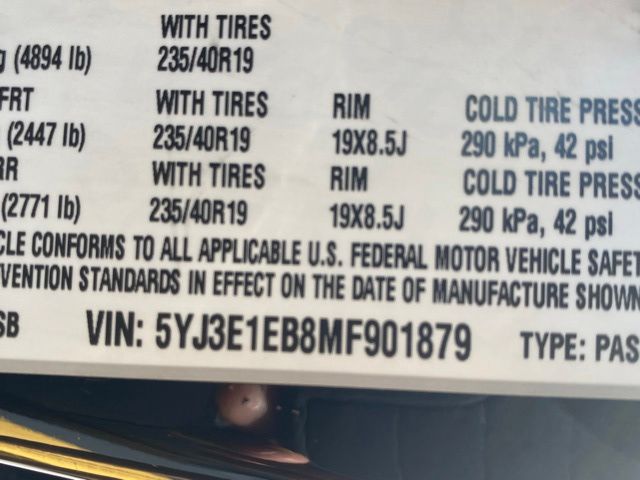 WITH TIRES
(4894 lb) 235/40R19
FRT WITH TIRES RIM COLD TIRE PRESS
(2447 lb) 235/40R19 19X8.5J 290 kPa, 42 psi
RR WITH TIRES RIM COLD TIRE PRESS
(2771 lb) 235/40R19 19X8.5J 290 kPa, 42 psi
CLE CONFORMS TO ALL APPLICABLE U.S. FEDERAL MOTOR VEHICLE SAFET
VENTION STANDARDS IN EFFECT ON THE DATE OF MANUFACTURE SHOWN
SB VIN: 5YJ3E1EB8MF901879 TYPE: PAS